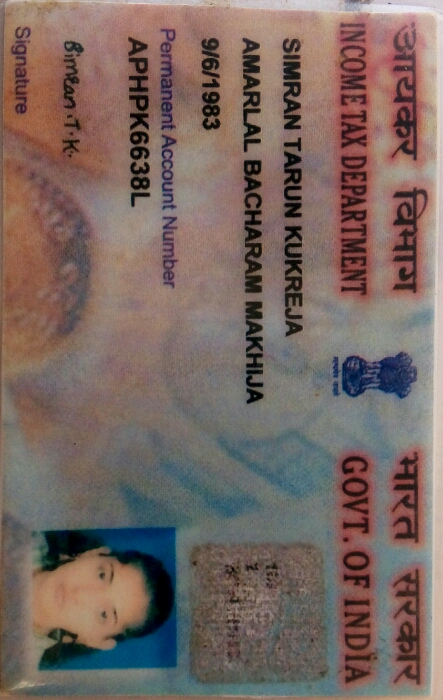 आयकर विभाग
भारत सरकार
INCOME TAX DEPARTMENT
GOVT. OF INDIA
SIMRAN TARUN KUKREJA
AMARLAL BACHARAM MAKHIJA
9/6/1983
Permanent Account Number
APHPK6638L
Simran.T.K.
Signature